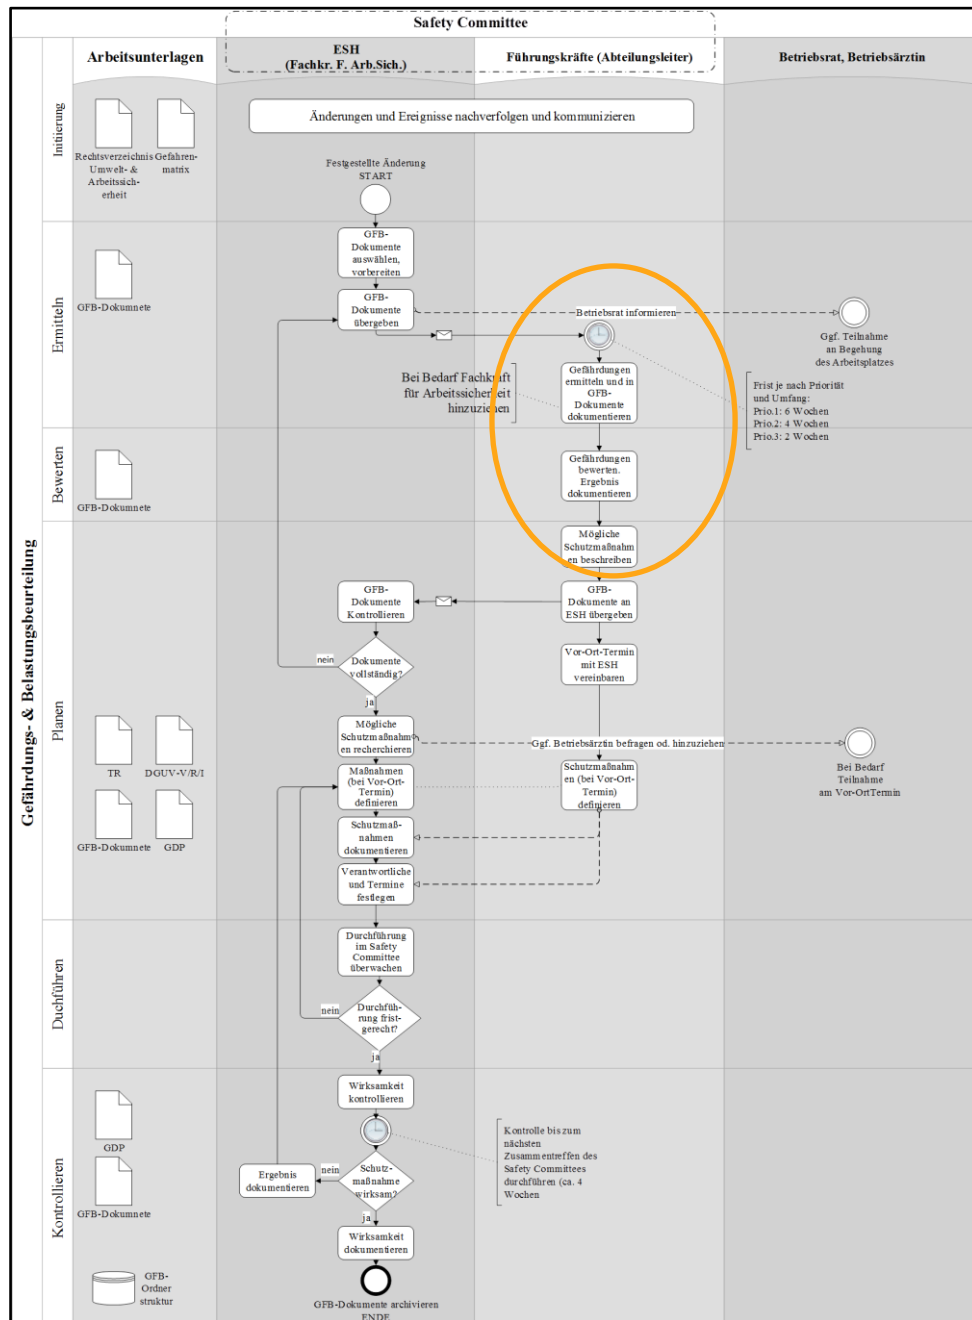 Safety Committee
Arbeitsunterlagen
ESH
(Fachkr. F. Arb.Sich.)
Führungskräfte (Abteilungsleiter)
Betriebsrat, Betriebsärztin
Gefährdungs- & Belastungsbeurteilung
Initiierung
Änderungen und Ereignisse nachverfolgen und kommunizieren
Rechtsverzeichnis
Umwelt- &
Arbeitssich-
erheit
Gefahren-
matrix
Festgestellte Änderung
START
Ermitteln
GFB-
Dokumente
auswählen,
vorbereiten
GFB-Dokumnete
GFB-
Dokumente
übergeben
Betriebsrat informieren
Ggf. Teilnahme
an Begehung
des Arbeitsplatzes
Bei Bedarf Fachkraft
für Arbeitssicherheit
hinzuziehen
Gefährdungen
ermitteln und in
GFB-
Dokumente
dokumentieren
Frist je nach Priorität
und Umfang:
Prio.1: 6 Wochen
Prio.2: 4 Wochen
Prio.3: 2 Wochen
Bewerten
GFB-Dokumnete
Gefährdungen
bewerten.
Ergebnis
dokumentieren
Planen
Mögliche
Schutzmaßnahm
en beschreiben
GFB-
Dokumente
Kontrollieren
GFB-
Dokumente an
ESH übergeben
nein
Dokumente
vollständig?
Vor-Ort-Termin
mit ESH
vereinbaren
ja
TR
DGUV-V/R/I
Mögliche
Schutzmaßnahm
en recherchieren
Ggf. Betriebsärztin befragen od. hinzuziehen
Bei Bedarf
Teilnahme
am Vor-OrtTermin
Maßnahmen
(bei Vor-Ort-
Termin)
definieren
Schutzmaßnahm
en (bei Vor-Ort-
Termin)
definieren
GFB-Dokumnete
GDP
Schutzmaß-
nahmen
dokumentieren
Verantwortliche
und Termine
festlegen
Duchführen
Durchführung
im Safety
Committee
überwachen
nein
Durchfüh-
rung frist-
gerecht?
ja
Kontrollieren
Wirksamkeit
kontrollieren
GDP
GFB-Dokumnete
Kontrolle bis zum
nächsten
Zusammentreffen des
Safety Committees
durchführen (ca. 4
Wochen
Ergebnis
dokumentieren
nein
Schutz-
maßnahme
wirksam?
ja
Wirksamkeit
dokumentieren
GFB-
Ordner
struktur
GFB-Dokumente archivieren
ENDE